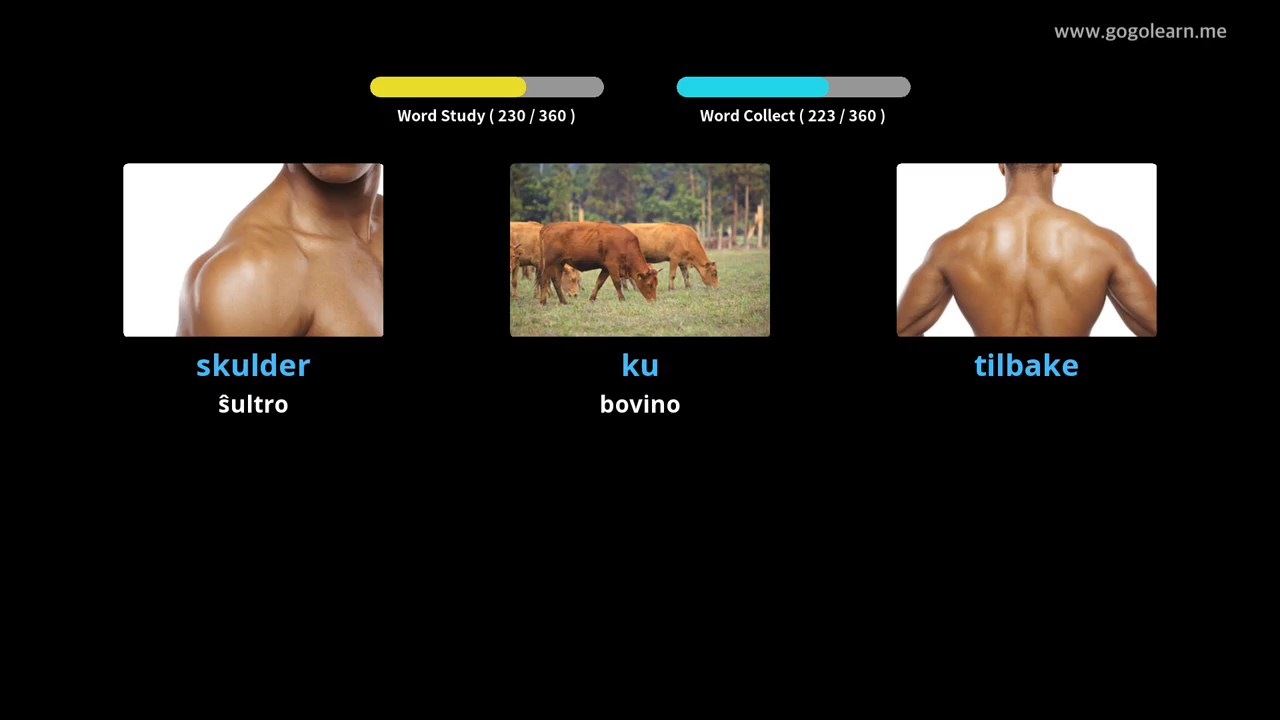 www.gogolearn.me
Word Study ( 230 / 360 )
Word Collect ( 223 / 360 )
skulder
ŝultro
ku
bovino
tilbake